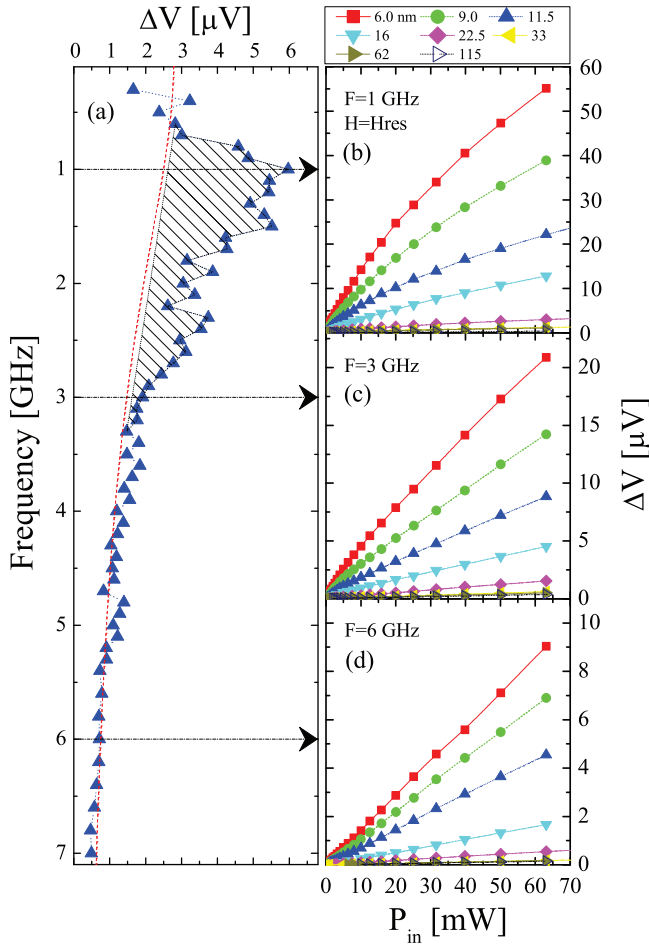 ΔV [μV]
0 1 2 3 4 5 6
(a)
1
2
3
4
5
6
7
Frequency [GHz]
6.0 nm 9.0 11.5
16 22.5 33
62 115
F=1 GHz
H=Hres
(b)
60
50
40
30
20
10
0
F=3 GHz
(c)
20
15
10
5
0
ΔV [μV]
F=6 GHz
(d)
10
8
6
4
2
0
0 10 20 30 40 50 60 70
P_in [mW]